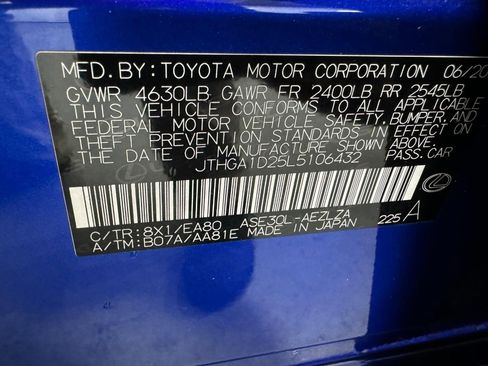 MFD. BY: TOYOTA MOTOR CORPORATION 06/20
GVWR 4630LB GAWR FR 2400LB RR 2545LB
THIS VEHICLE CONFORMS TO ALL APPLICABLE
FEDERAL MOTOR VEHICLE SAFETY, BUMPER, AND
THEFT PREVENTION STANDARDS IN EFFECT ON
THE DATE OF MANUFACTURE SHOWN ABOVE.
JTHGA1D25L5106432 PASS.CAR
C/TR: 8X1/EA80 ASE30L-AEZLZA
A/TM: B07A/AA81E MADE IN JAPAN
225 A